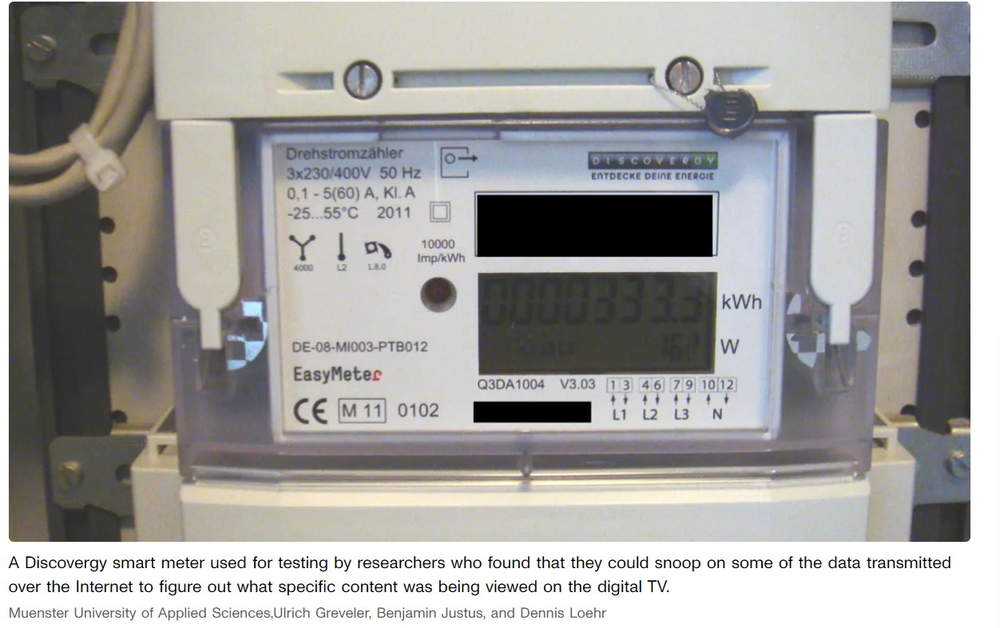 Drehstromzähler
3x230/400V 50 Hz
0,1 - 5(60) A, Kl. A
-25...55°C 2011
DISCOVERGY
ENTDECKE DEINE ENERGIE
4000 L2 1.8.0
10000
Imp/kWh
00003333 kWh
W
DE-08-MI003-PTB012
EasyMeter
CE M 11 0102
Q3DA1004 V3.03 1 3 4 6 7 9 10 12
L1 L2 L3 N
A Discovergy smart meter used for testing by researchers who found that they could snoop on some of the data transmitted
over the Internet to figure out what specific content was being viewed on the digital TV.
Muenster University of Applied Sciences,Ulrich Greveler, Benjamin Justus, and Dennis Loehr